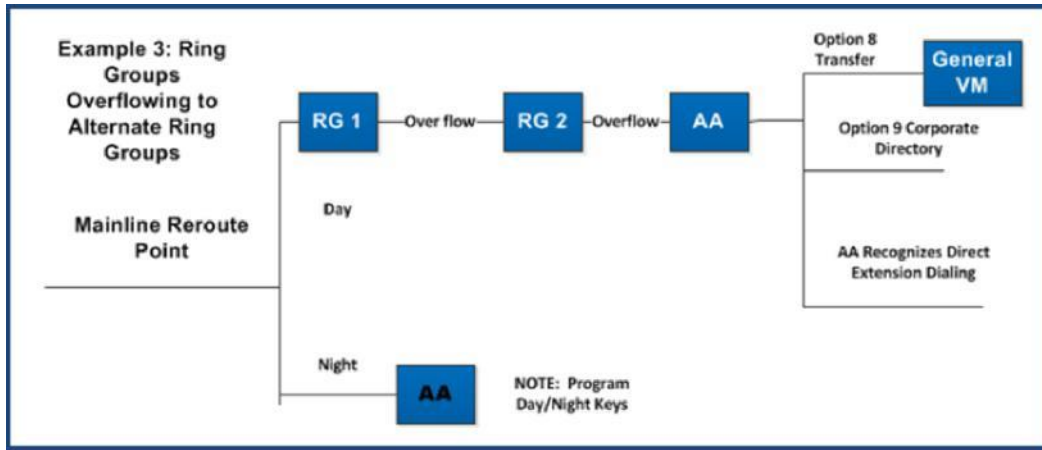 Example 3: Ring
Groups
Overflowing to
Alternate Ring
Groups
Mainline Reroute
Point
RG 1
Over flow
RG 2
Overflow
AA
Option 8
Transfer
General
VM
Option 9 Corporate
Directory
AA Recognizes Direct
Extension Dialing
Day
Night
AA
NOTE: Program
Day/Night Keys